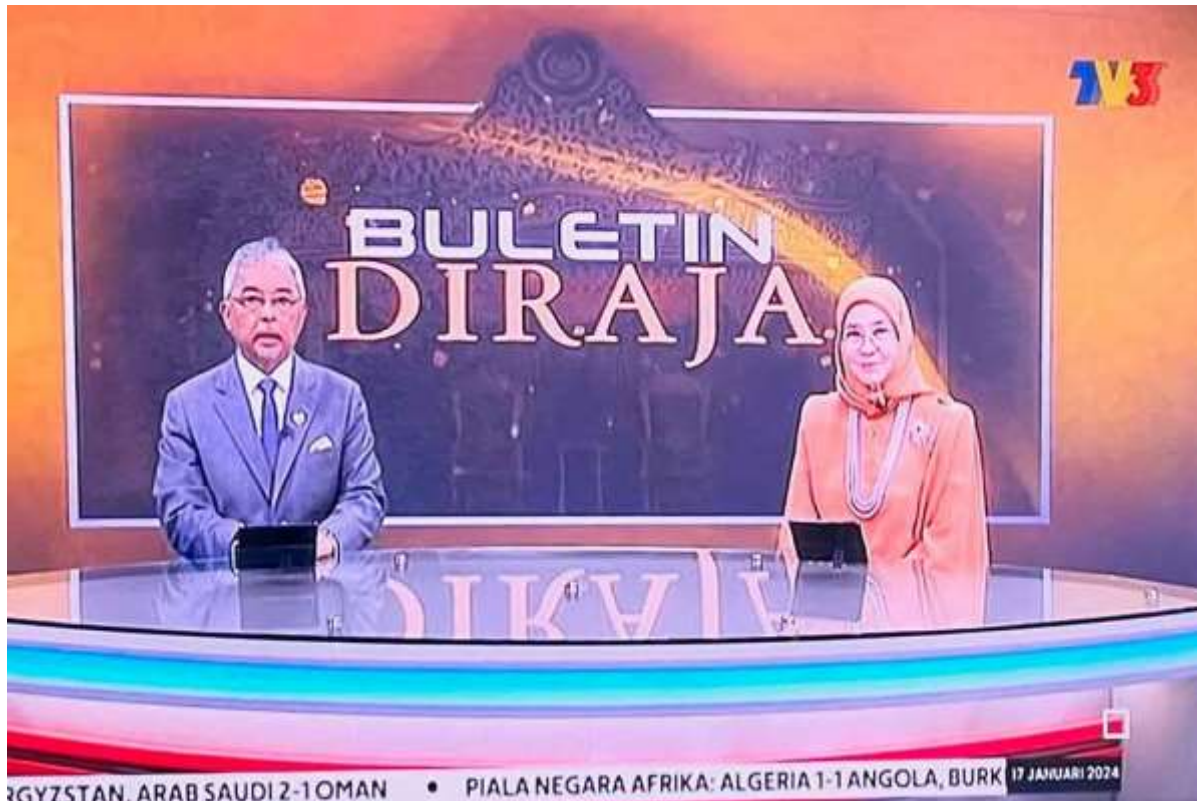 TV3
BULETIN
DIRAJA
DIRAJA
RGYZSTAN, ARAB SAUDI 2-1 OMAN • PIALA NEGARA AFRIKA: ALGERIA 1-1 ANGOLA, BURK
17 JANUARI 2024